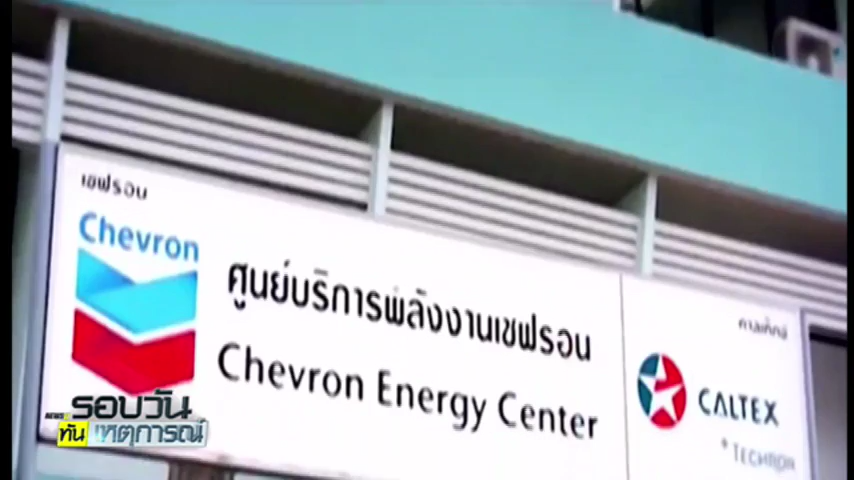 เชฟรอน
Chevron
ศูนย์บริการพลังงานเชฟรอน
Chevron Energy Center
คาลเท็กซ์
CALTEX
TECHRON
NEWS
รอบวัน
ทันเหตุการณ์